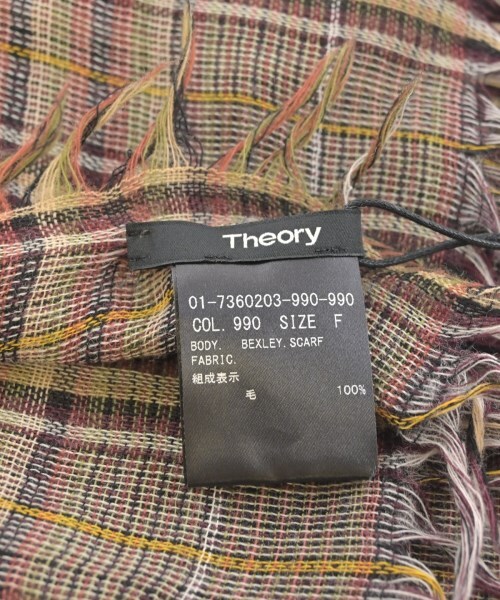 Theory
01-7360203-990-990
COL. 990 SIZE F
BODY. BEXLEY.SCARF
FABRIC.
組成表示
毛 100%